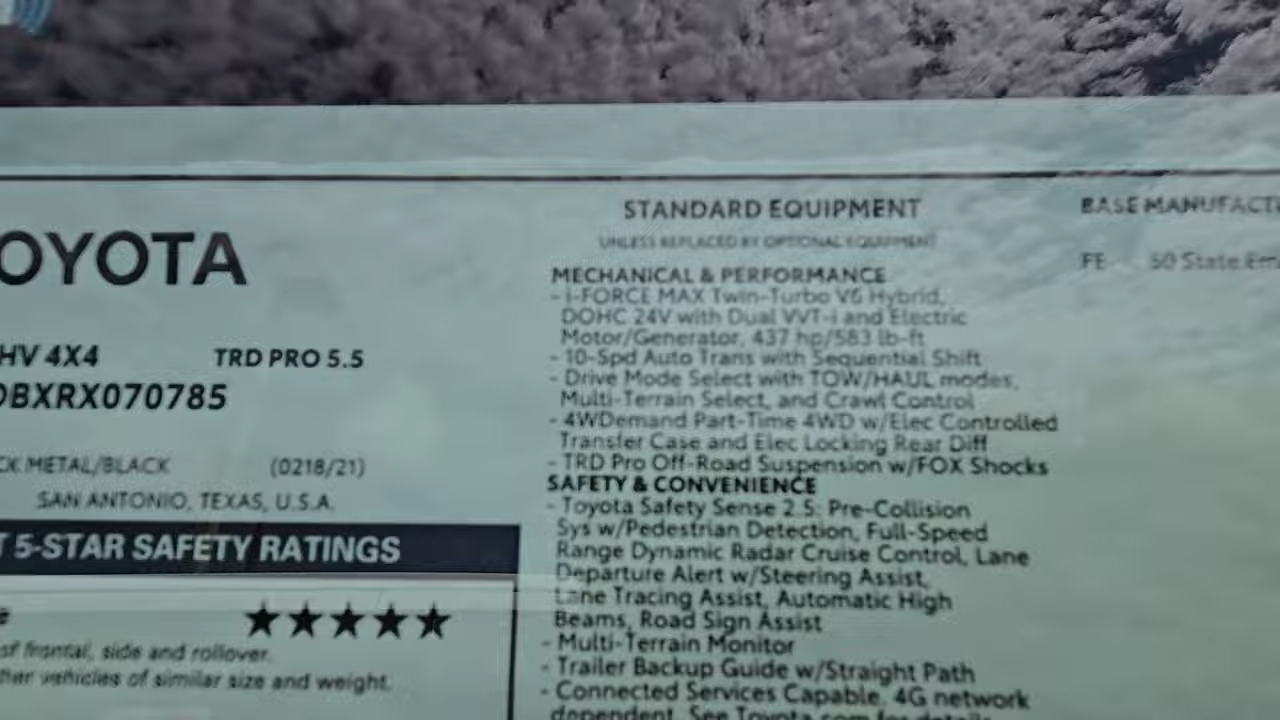 OYOTA
HV 4X4 TRD PRO 5.5
DBXRX070785
CK METAL/BLACK (0218/21)
SAN ANTONIO, TEXAS, U.S.A.
T 5-STAR SAFETY RATINGS
★★★★★
of frontal, side and rollover.
ther vehicles of similar size and weight.
STANDARD EQUIPMENT
UNLESS REPLACED BY OPTIONAL EQUIPMENT
MECHANICAL & PERFORMANCE
- i-FORCE MAX Twin-Turbo V6 Hybrid,
DOHC 24V with Dual VVT-i and Electric
Motor/Generator, 437 hp/583 lb-ft
- 10-Spd Auto Trans with Sequential Shift
- Drive Mode Select with TOW/HAUL modes,
Multi-Terrain Select, and Crawl Control
- 4WDemand Part-Time 4WD w/Elec Controlled
Transfer Case and Elec Locking Rear Diff
- TRD Pro Off-Road Suspension w/FOX Shocks
SAFETY & CONVENIENCE
- Toyota Safety Sense 2.5: Pre-Collision
Sys w/Pedestrian Detection, Full-Speed
Range Dynamic Radar Cruise Control, Lane
Departure Alert w/Steering Assist,
Lane Tracing Assist, Automatic High
Beams, Road Sign Assist
- Multi-Terrain Monitor
- Trailer Backup Guide w/Straight Path
- Connected Services Capable, 4G network
dependent. See Toyota.com for details
BASE MANUFACTU
FE 50 State Em